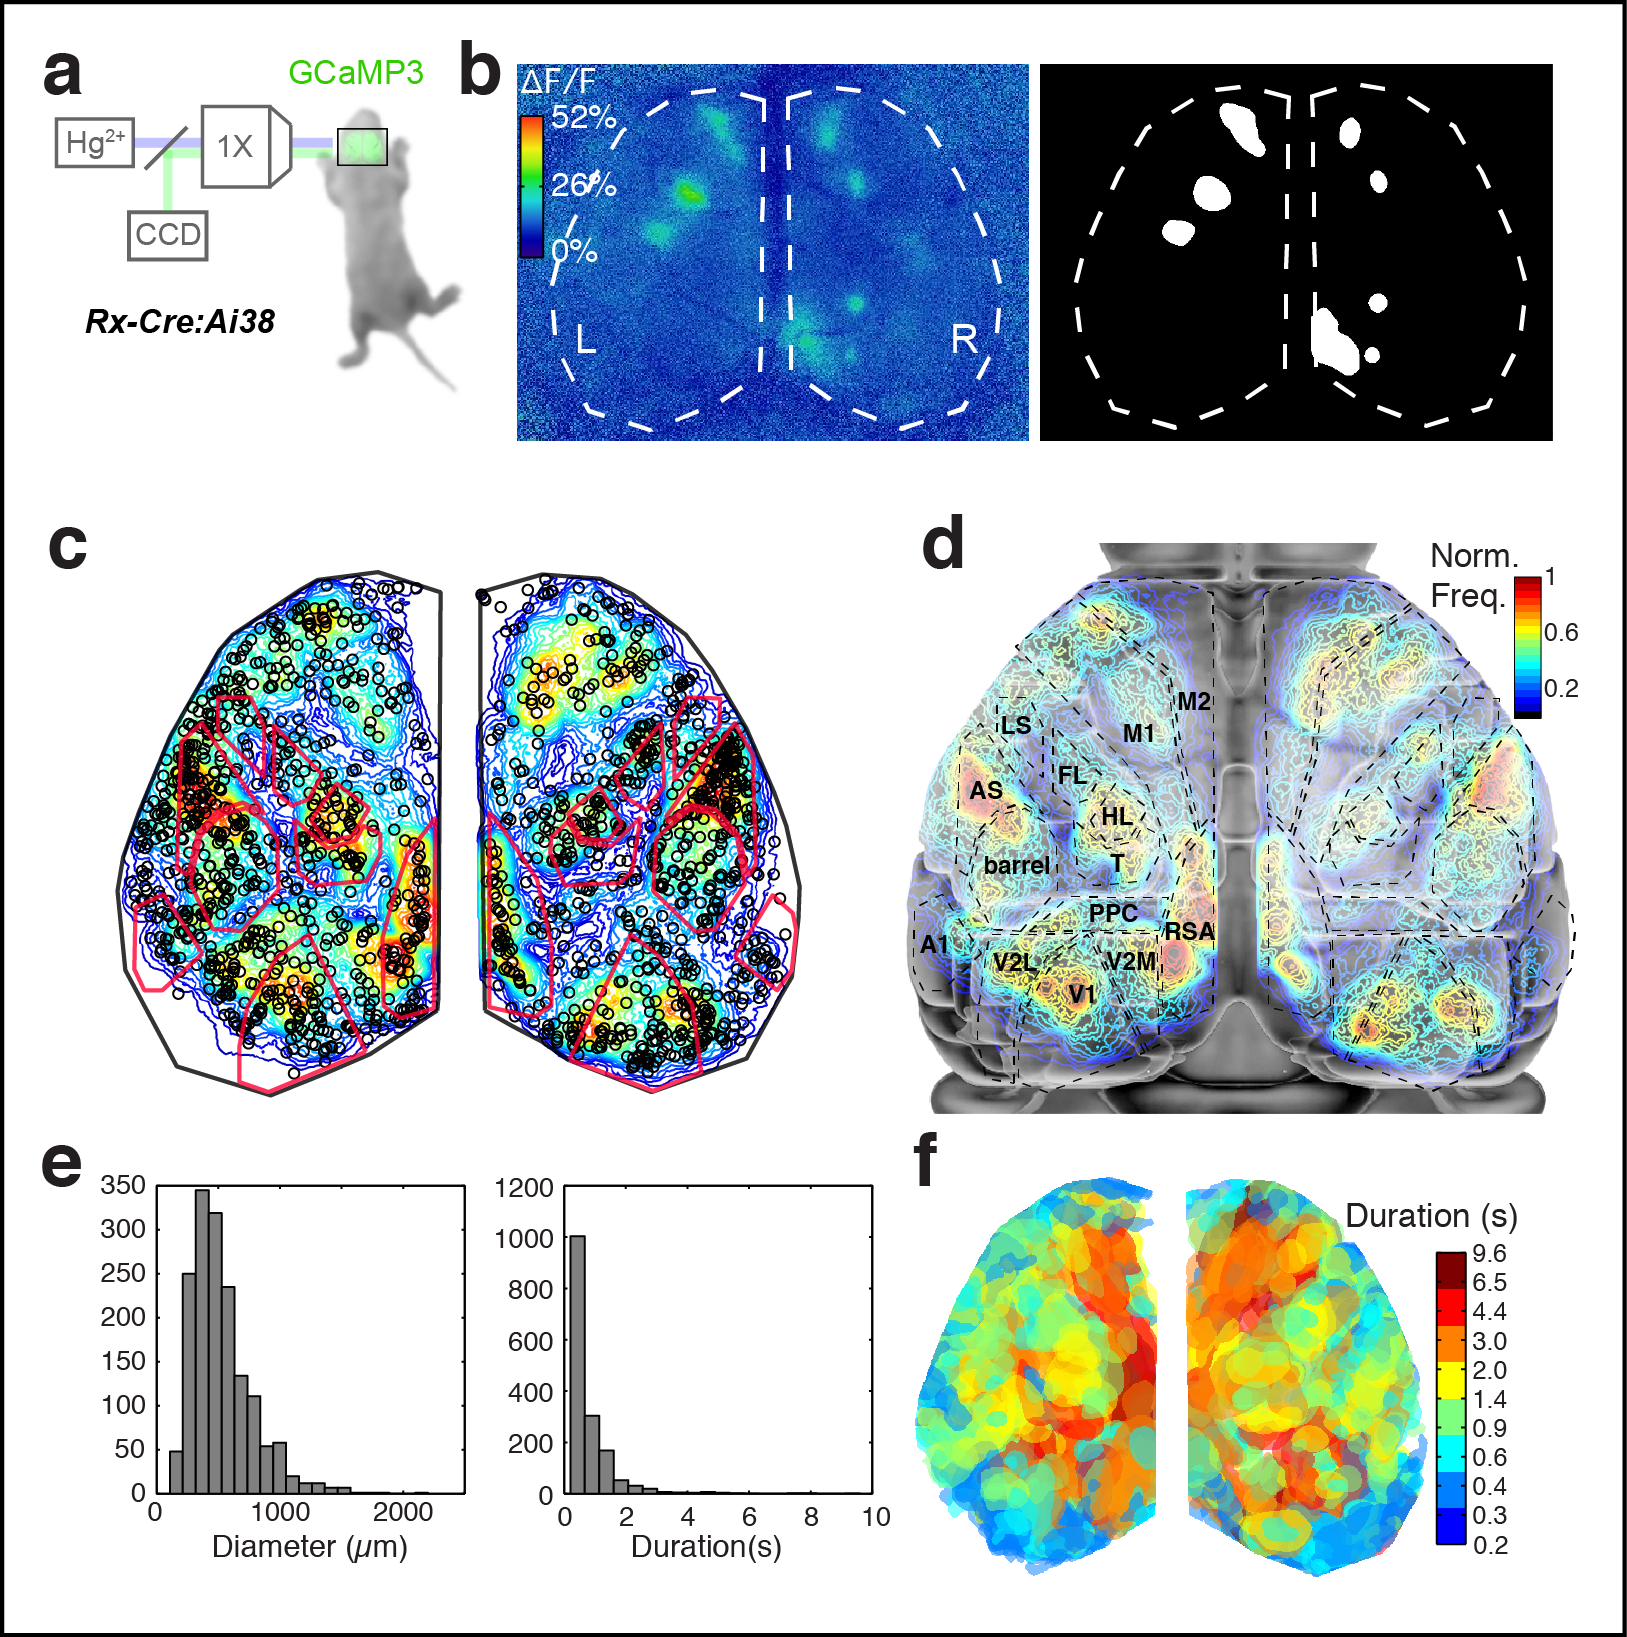 a
GCaMP3
Hg2+
1X
CCD
Rx-Cre:Ai38
b
ΔF/F
52%
26%
0%
L
R
c
d
Norm.
Freq.
1
0.6
0.2
M2
LS
M1
FL
AS
HL
barrel
T
PPC
RSA
A1
V2L
V2M
V1
e
350
300
250
200
150
100
50
0
0
1000
2000
Diameter (µm)
1200
1000
800
600
400
200
0
0
2
4
6
8
10
Duration(s)
f
Duration (s)
9.6
6.5
4.4
3.0
2.0
1.4
0.9
0.6
0.4
0.3
0.2